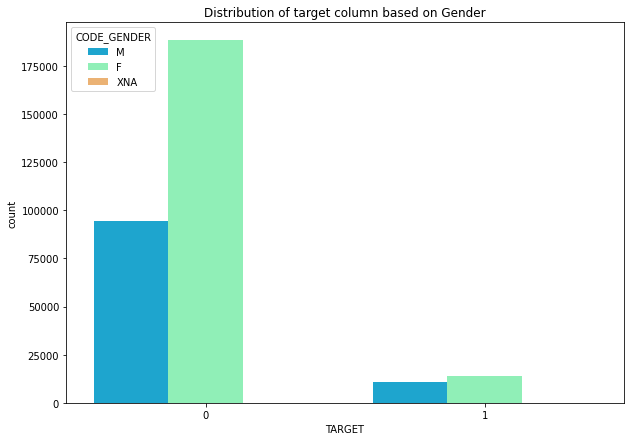 Distribution of target column based on Gender
CODE_GENDER
M
F
XNA
175000
150000
125000
100000
75000
50000
25000
0
count
0
1
TARGET